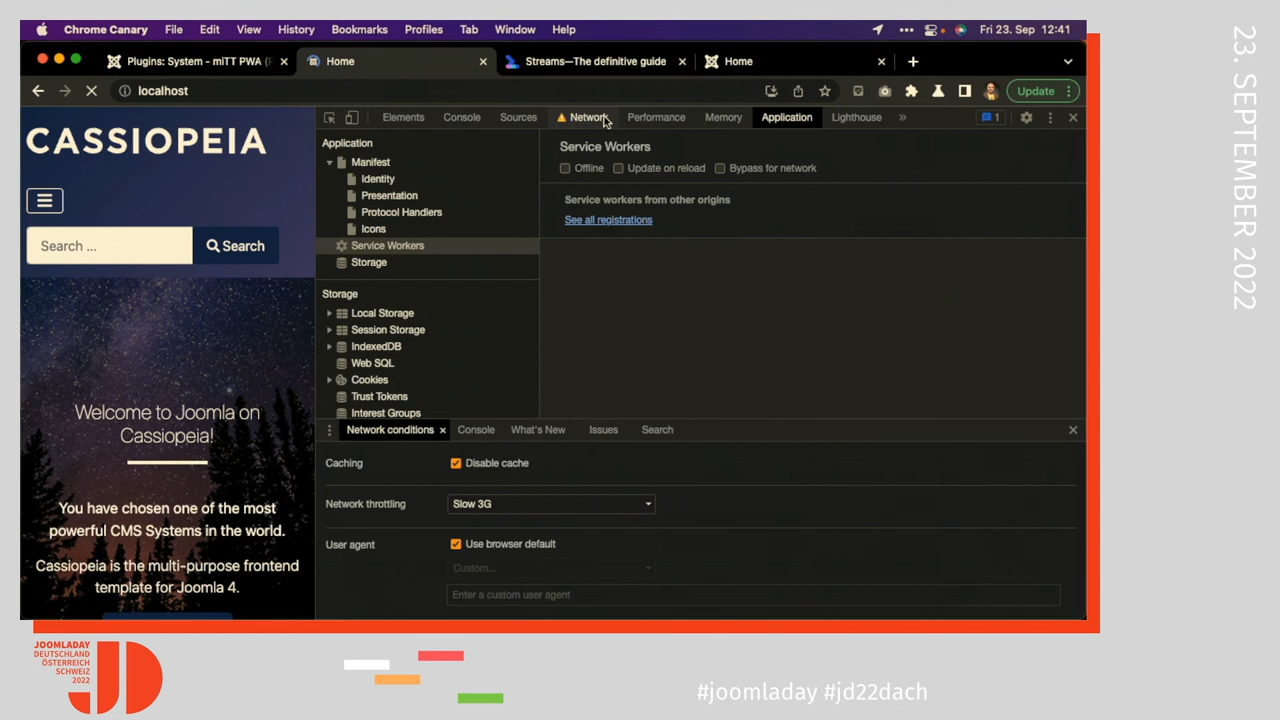 Chrome Canary File Edit View History Bookmarks Profiles Tab Window Help Fri 23. Sep 12:41
Plugins: System - miTT PWA (F Home Streams—The definitive guide Home
localhost Update
Elements Console Sources Network Performance Memory Application Lighthouse 1
CASSIOPEIA
Search ... Search
Welcome to Joomla on
Cassiopeia!
You have chosen one of the most
powerful CMS Systems in the world.
Cassiopeia is the multi-purpose frontend
template for Joomla 4.
Application
Manifest
Identity
Presentation
Protocol Handlers
Icons
Service Workers
Storage
Storage
Local Storage
Session Storage
IndexedDB
Web SQL
Cookies
Trust Tokens
Interest Groups
Service Workers
Offline Update on reload Bypass for network
Service workers from other origins
See all registrations
Network conditions Console What's New Issues Search
Caching Disable cache
Network throttling Slow 3G
User agent Use browser default
Custom...
Enter a custom user agent
23. SEPTEMBER 2022
JOOMLADAY
DEUTSCHLAND
ÖSTERREICH
SCHWEIZ
2022
JD
#joomladay #jd22dach